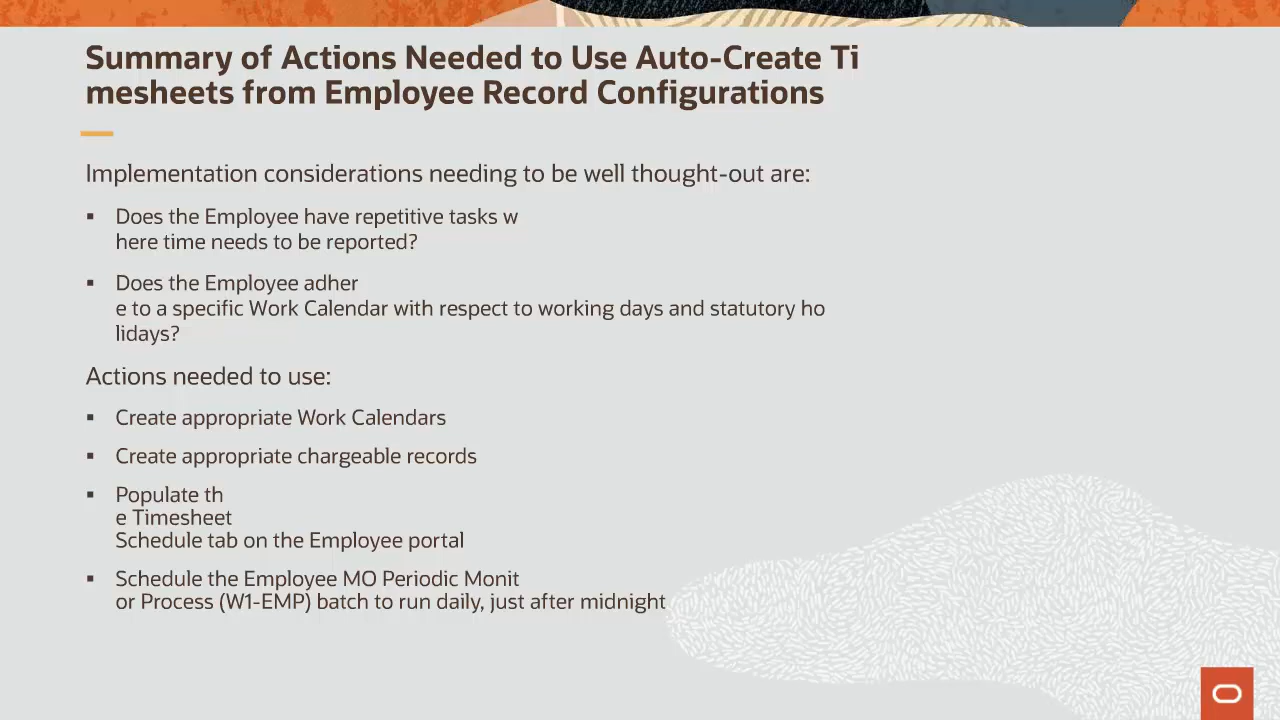 Summary of Actions Needed to Use Auto-Create Ti
mesheets from Employee Record Configurations
Implementation considerations needing to be well thought-out are:
▪ Does the Employee have repetitive tasks w
here time needs to be reported?
▪ Does the Employee adher
e to a specific Work Calendar with respect to working days and statutory ho
lidays?
Actions needed to use:
▪ Create appropriate Work Calendars
▪ Create appropriate chargeable records
▪ Populate th
e Timesheet
Schedule tab on the Employee portal
▪ Schedule the Employee MO Periodic Monit
or Process (W1-EMP) batch to run daily, just after midnight